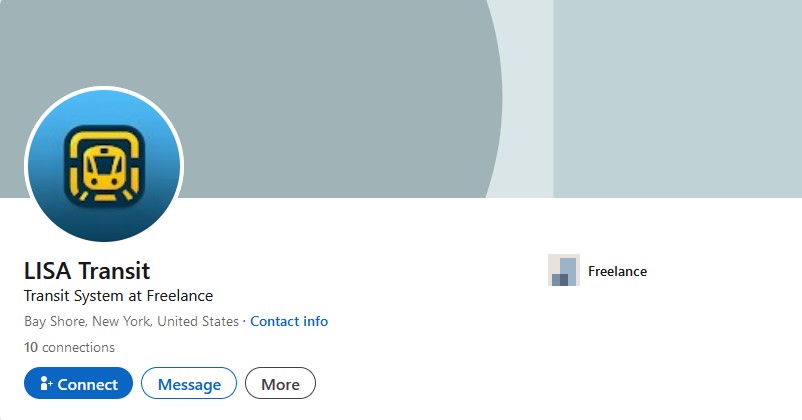 LISA Transit
Transit System at Freelance
Bay Shore, New York, United States · Contact info
10 connections
Connect
Message
More
Freelance